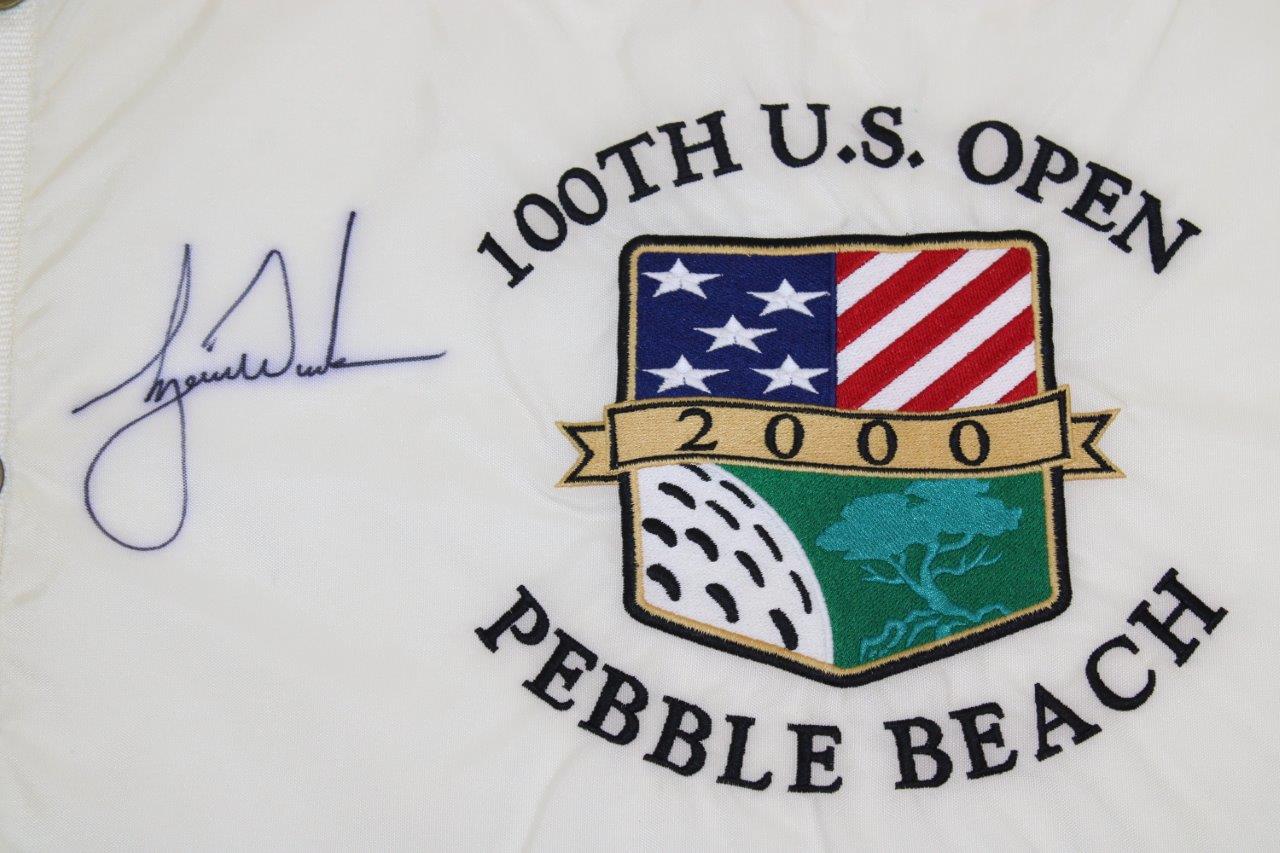 100TH U.S. OPEN
2000
PEBBLE BEACH